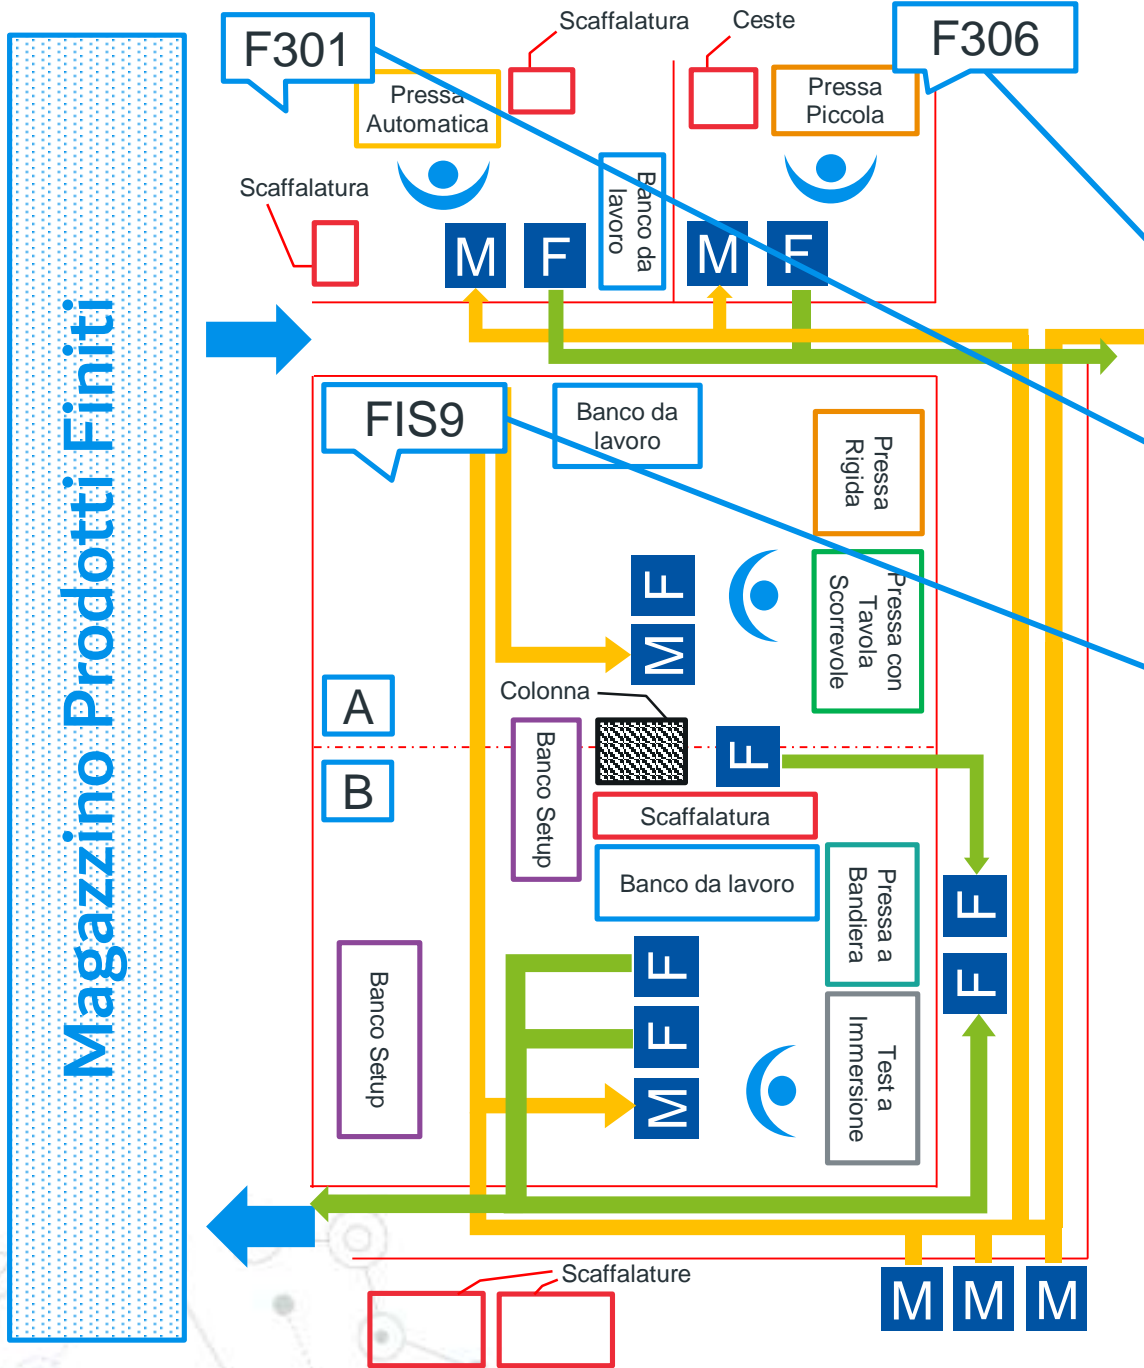 Magazzino Prodotti Finiti
Scaffalatura
Ceste
F301
F306
Pressa
Automatica
Pressa
Piccola
Scaffalatura
Banco da
lavoro
M
F
M
F
FIS9
Banco da
lavoro
Pressa
Rigida
F
M
Pressa con
Tavola
Scorrevole
A
Colonna
B
Banco Setup
F
Scaffalatura
Banco da lavoro
Pressa a
Bandiera
F
F
Banco Setup
F
F
M
Test a
Immersione
Scaffalature
M
M
M